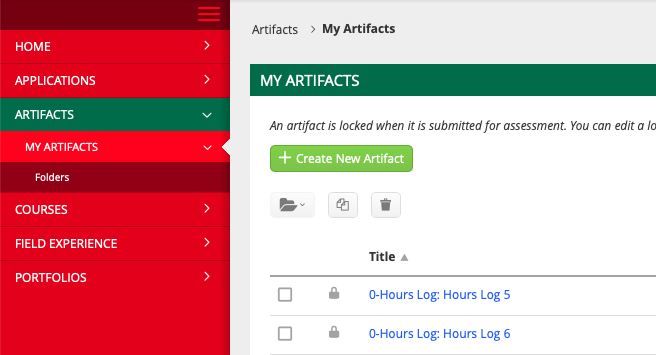 HOME
APPLICATIONS
ARTIFACTS
MY ARTIFACTS
Folders
COURSES
FIELD EXPERIENCE
PORTFOLIOS
Artifacts > My Artifacts
MY ARTIFACTS
An artifact is locked when it is submitted for assessment. You can edit a lo
+ Create New Artifact
Title
0-Hours Log: Hours Log 5
0-Hours Log: Hours Log 6